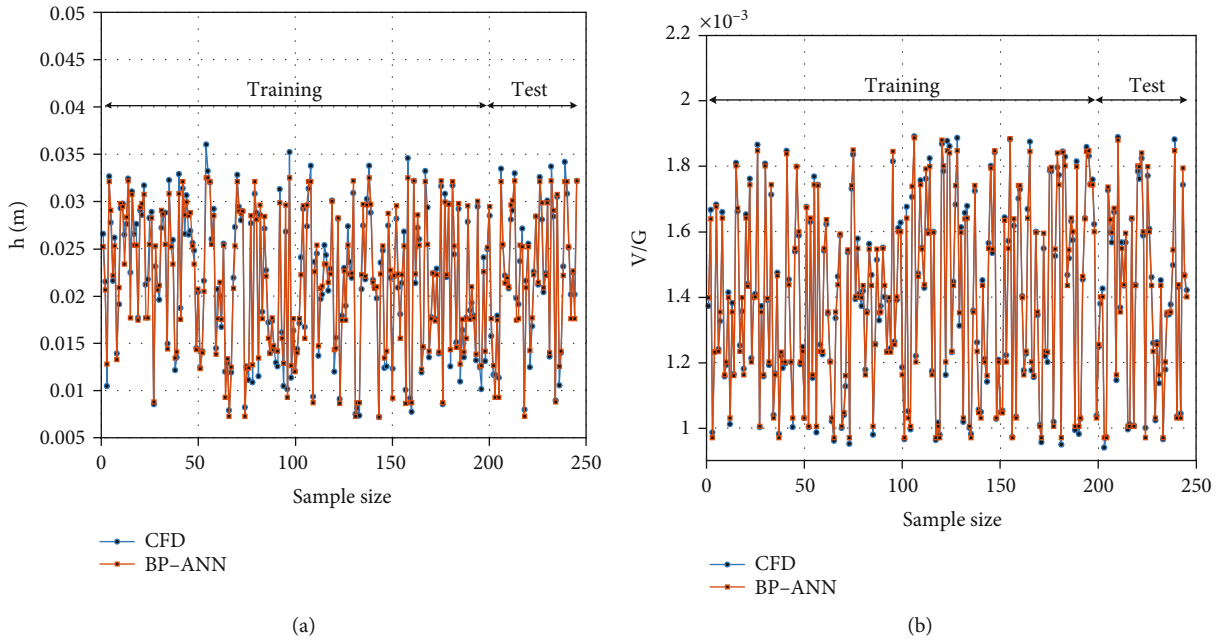 0.05
0.045
0.04
0.035
0.03
0.025
0.02
0.015
0.01
0.005
h (m)
Training
Test
0 50 100 150 200 250
Sample size
CFD
BP–ANN
(a)
×10⁻³
2.2
2
1.8
1.6
1.4
1.2
1
V/G
Training
Test
0 50 100 150 200 250
Sample size
CFD
BP–ANN
(b)